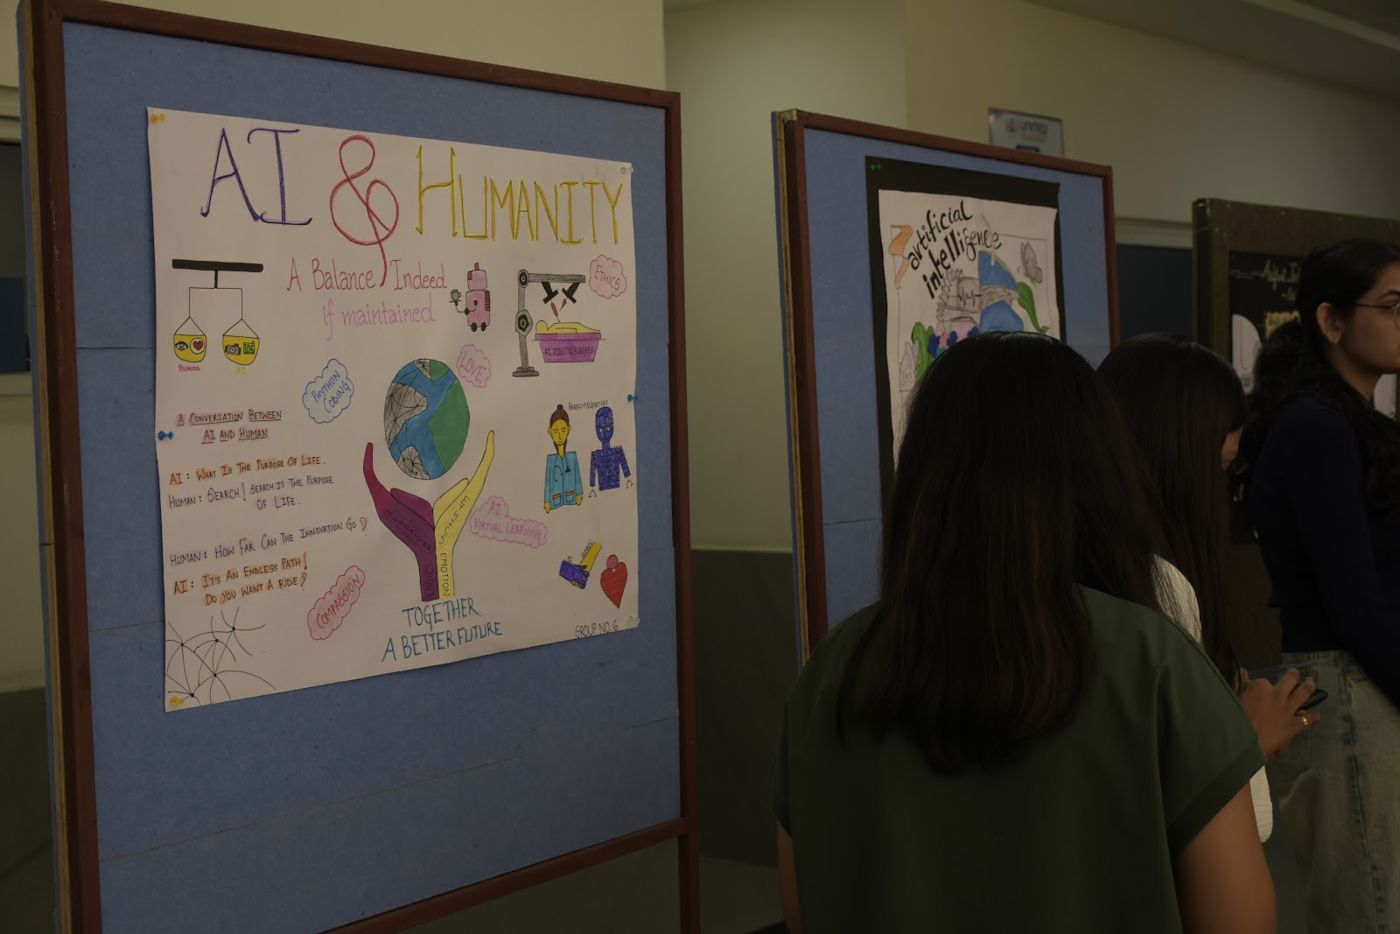 AI & HUMANITY
A Balance Indeed
if maintained
ETHICS
Human
AI ROBOTIC SURGERY
LOVE
PYTHON
CODING
A CONVERSATION BETWEEN
AI AND HUMAN
AI: WHAT IS THE PURPOSE OF LIFE.
HUMAN: SEARCH! SEARCH IS THE PURPOSE
OF LIFE.
HUMAN: HOW FAR CAN THE INNOVATION GO?
AI: IT'S AN ENDLESS PATH!
DO YOU WANT A RIDE?
AI
VIRTUAL LEARNING
LOGIC
EMOTION
COMPASSION
TOGETHER
A BETTER FUTURE
GROUP NO. 6
artificial
intelligence